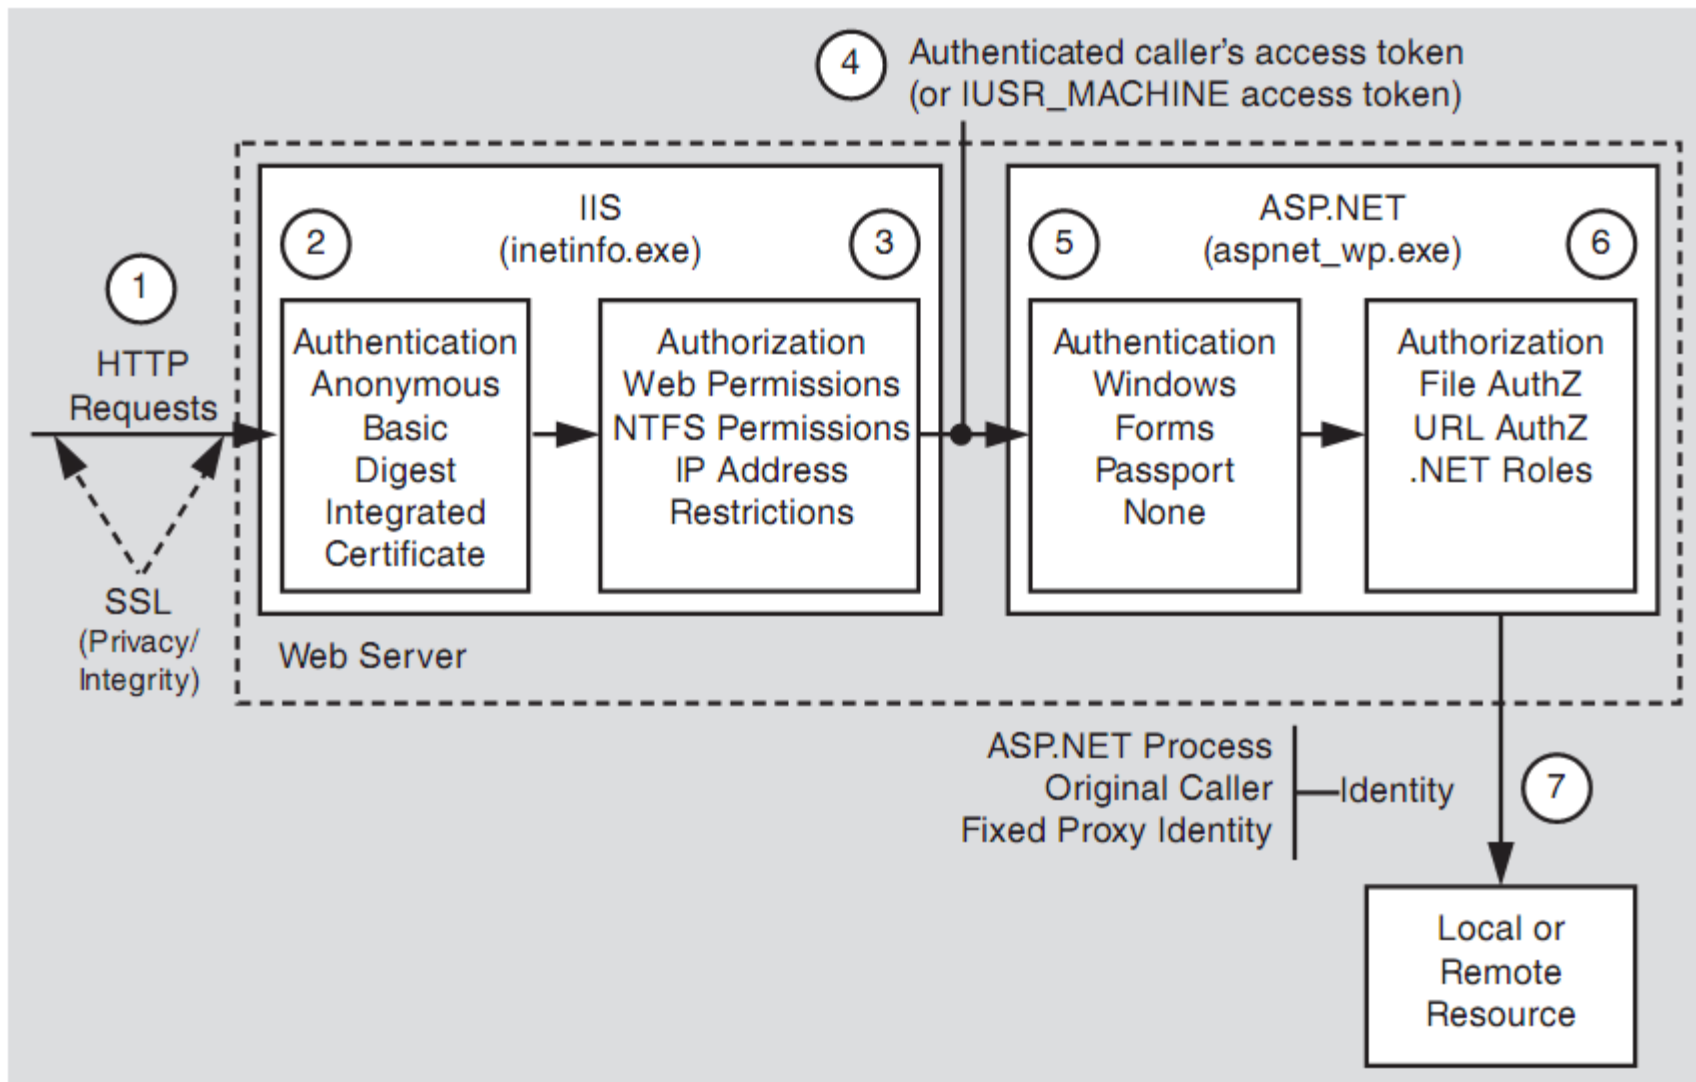 4
Authenticated caller's access token
(or IUSR_MACHINE access token)
1
HTTP
Requests
SSL
(Privacy/
Integrity)
IIS
(inetinfo.exe)
2
3
Authentication
Anonymous
Basic
Digest
Integrated
Certificate
Authorization
Web Permissions
NTFS Permissions
IP Address
Restrictions
Web Server
ASP.NET
(aspnet_wp.exe)
5
6
Authentication
Windows
Forms
Passport
None
Authorization
File AuthZ
URL AuthZ
.NET Roles
ASP.NET Process
Original Caller
Fixed Proxy Identity
Identity
7
Local or
Remote
Resource